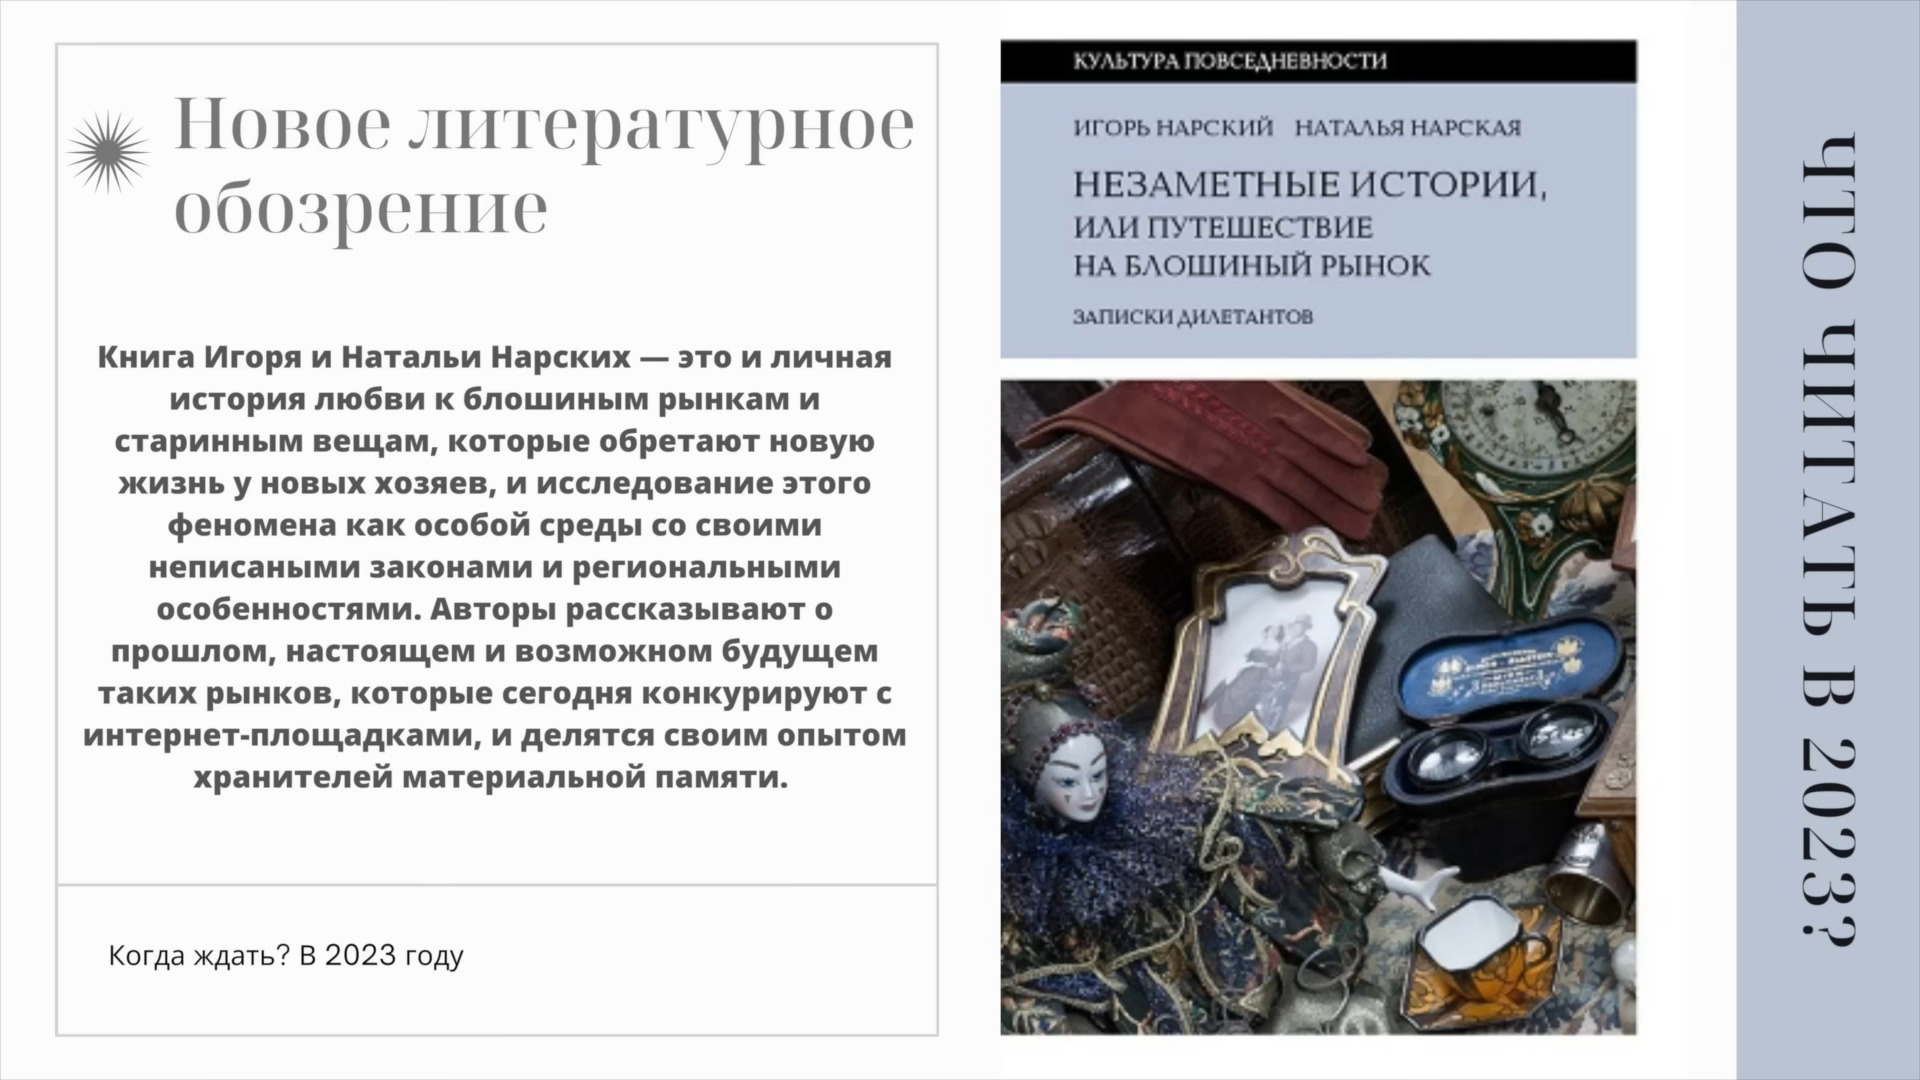 Новое литературное
обозрение
Книга Игоря и Натальи Нарских — это и личная
история любви к блошиным рынкам и
старинным вещам, которые обретают новую
жизнь у новых хозяев, и исследование этого
феномена как особой среды со своими
неписаными законами и региональными
особенностями. Авторы рассказывают о
прошлом, настоящем и возможном будущем
таких рынков, которые сегодня конкурируют с
интернет-площадками, и делятся своим опытом
хранителей материальной памяти.
Когда ждать? В 2023 году
КУЛЬТУРА ПОВСЕДНЕВНОСТИ
ИГОРЬ НАРСКИЙ НАТАЛЬЯ НАРСКАЯ
НЕЗАМЕТНЫЕ ИСТОРИИ,
ИЛИ ПУТЕШЕСТВИЕ
НА БЛОШИНЫЙ РЫНОК
ЗАПИСКИ ДИЛЕТАНТОВ
ЧТО ЧИТАТЬ В 2023?